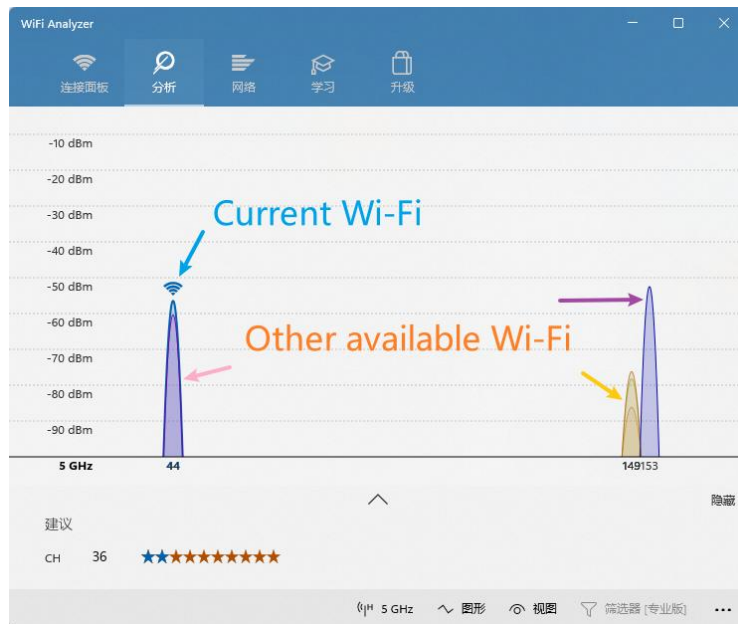 WiFi Analyzer
连接面板
分析
网络
学习
升级
-10 dBm
-20 dBm
-30 dBm
Current Wi-Fi
-40 dBm
-50 dBm
-60 dBm
Other available Wi-Fi
-70 dBm
-80 dBm
-90 dBm
5 GHz 44 149 153
隐藏
建议
CH 36
5 GHz 图形 视图 筛选器 [专业版]